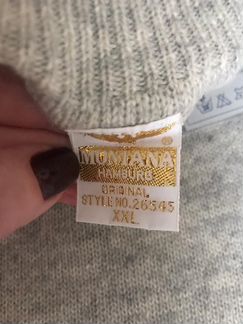 ®
MONTANA
HAMBURG
ORIGINAL
STYLE NO. 26545
XXL